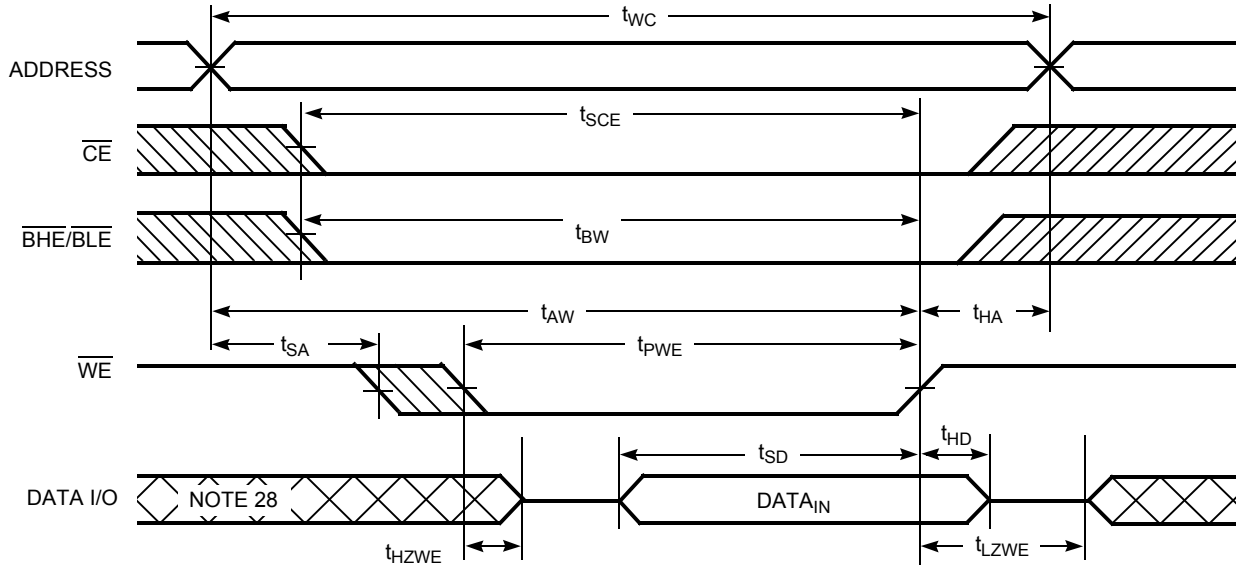 tWC
ADDRESS
tSCE
CE
BHE/BLE
tBW
tAW
tHA
tSA
tPWE
WE
tHD
tSD
DATA I/O
NOTE 28
DATAIN
tHZWE
tLZWE